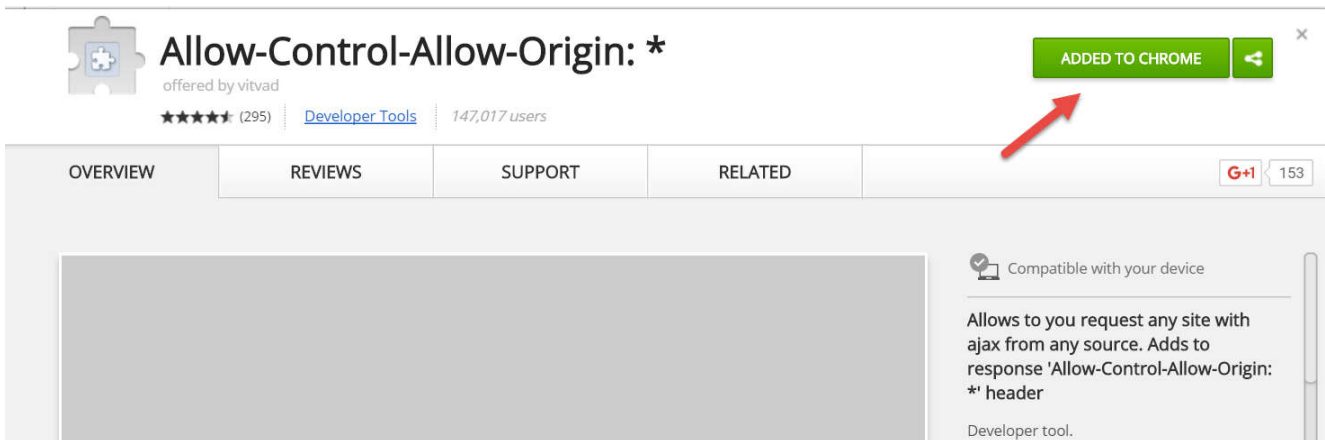 Allow-Control-Allow-Origin: *
ADDED TO CHROME
offered by vitvad
(295) Developer Tools 147,017 users
OVERVIEW REVIEWS SUPPORT RELATED G+1 153
Compatible with your device
Allows to you request any site with
ajax from any source. Adds to
response 'Allow-Control-Allow-Origin:
*' header
Developer tool.